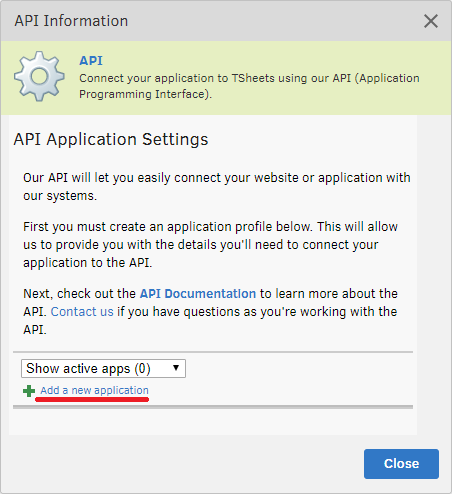 API Information
API
Connect your application to TSheets using our API (Application
Programming Interface).
API Application Settings
Our API will let you easily connect your website or application with
our systems.
First you must create an application profile below. This will allow
us to provide you with the details you'll need to connect your
application to the API.
Next, check out the API Documentation to learn more about the
API. Contact us if you have questions as you're working with the
API.
Show active apps (0)
Add a new application
Close